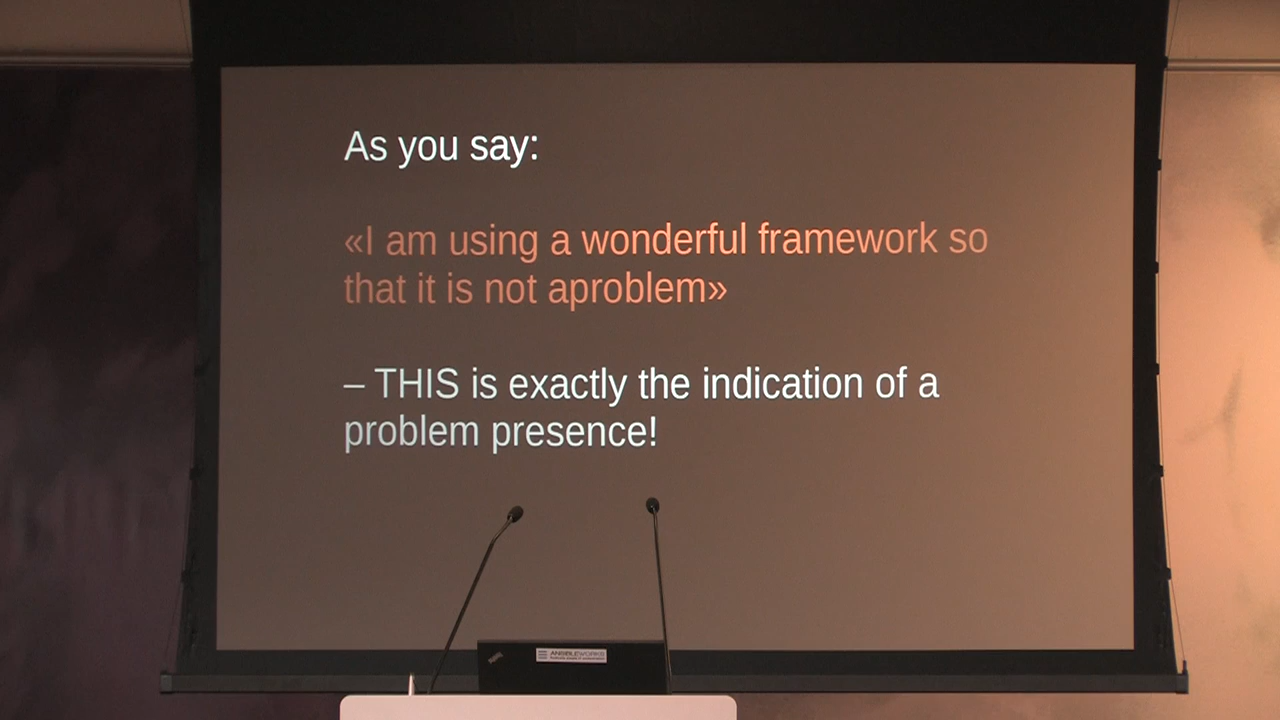 As you say:
«I am using a wonderful framework so
that it is not aproblem»
– THIS is exactly the indication of a
problem presence!
ANSIBLEWORKS